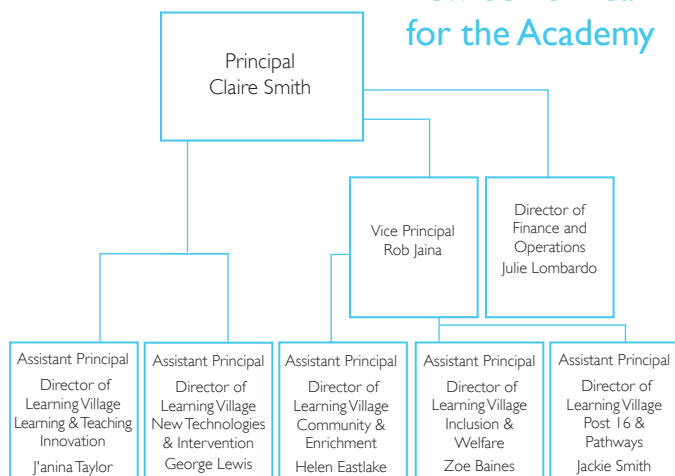 for the Academy
Principal
Claire Smith
Vice Principal
Rob Jaina
Director of
Finance and
Operations
Julie Lombardo
Assistant Principal
Director of
Learning Village
Learning & Teaching
Innovation
J'anina Taylor
Assistant Principal
Director of
Learning Village
New Technologies
& Intervention
George Lewis
Assistant Principal
Director of
Learning Village
Community &
Enrichment
Helen Eastlake
Assistant Principal
Director of
Learning Village
Inclusion &
Welfare
Zoe Baines
Assistant Principal
Director of
Learning Village
Post 16 &
Pathways
Jackie Smith